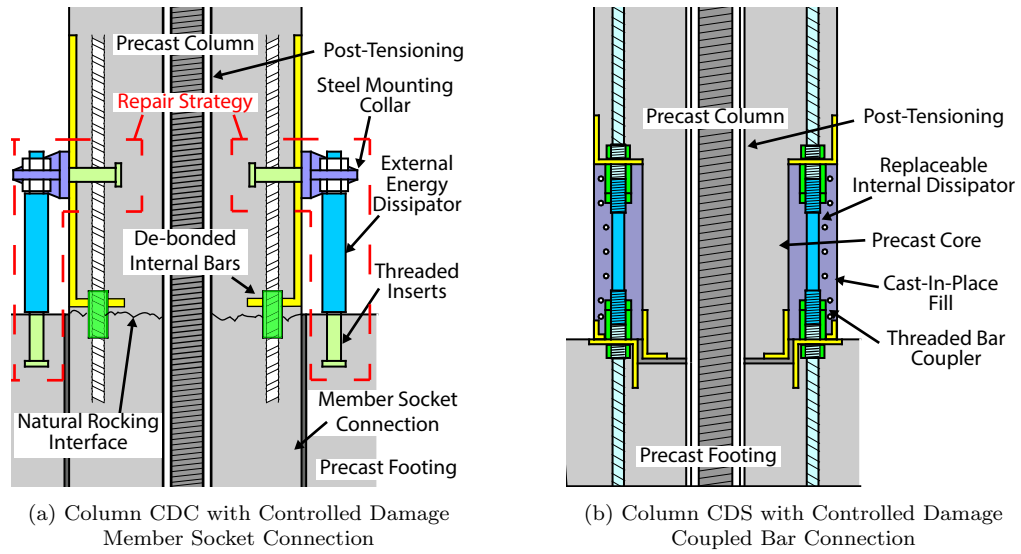 Precast Column
Post-Tensioning
Steel Mounting
Collar
Repair Strategy
External
Energy
Dissipator
De-bonded
Internal Bars
Threaded
Inserts
Natural Rocking
Interface
Member Socket
Connection
Precast Footing
(a) Column CDC with Controlled Damage
Member Socket Connection
Precast Column
Post-Tensioning
Replaceable
Internal Dissipator
Precast Core
Cast-In-Place
Fill
Threaded Bar
Coupler
Precast Footing
(b) Column CDS with Controlled Damage
Coupled Bar Connection